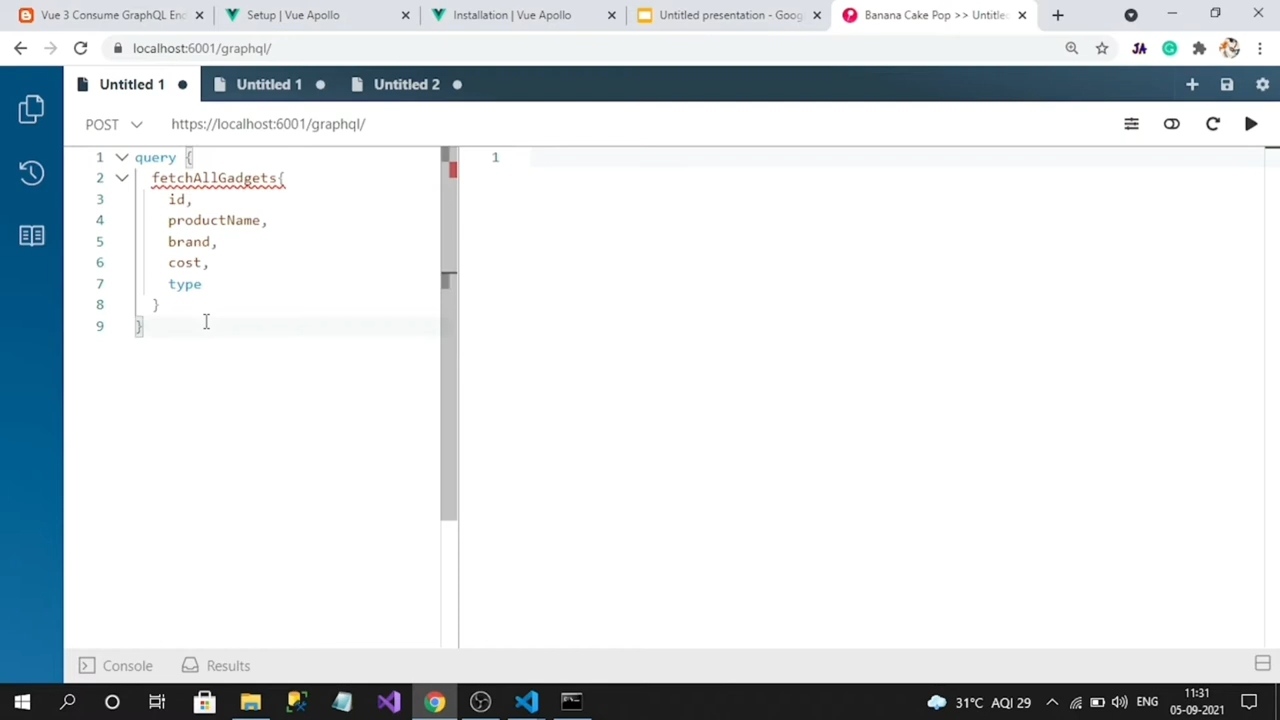 Vue 3 Consume GraphQL End
Setup | Vue Apollo
Installation | Vue Apollo
Untitled presentation - Goog
Banana Cake Pop >> Untitle
localhost:6001/graphql/
JA
Untitled 1
Untitled 1
Untitled 2
POST
https://localhost:6001/graphql/
1 query {
2 fetchAllGadgets{
3 id,
4 productName,
5 brand,
6 cost,
7 type
8 }
9 }
1
Console
Results
31°C AQI 29
ENG
11:31
05-09-2021